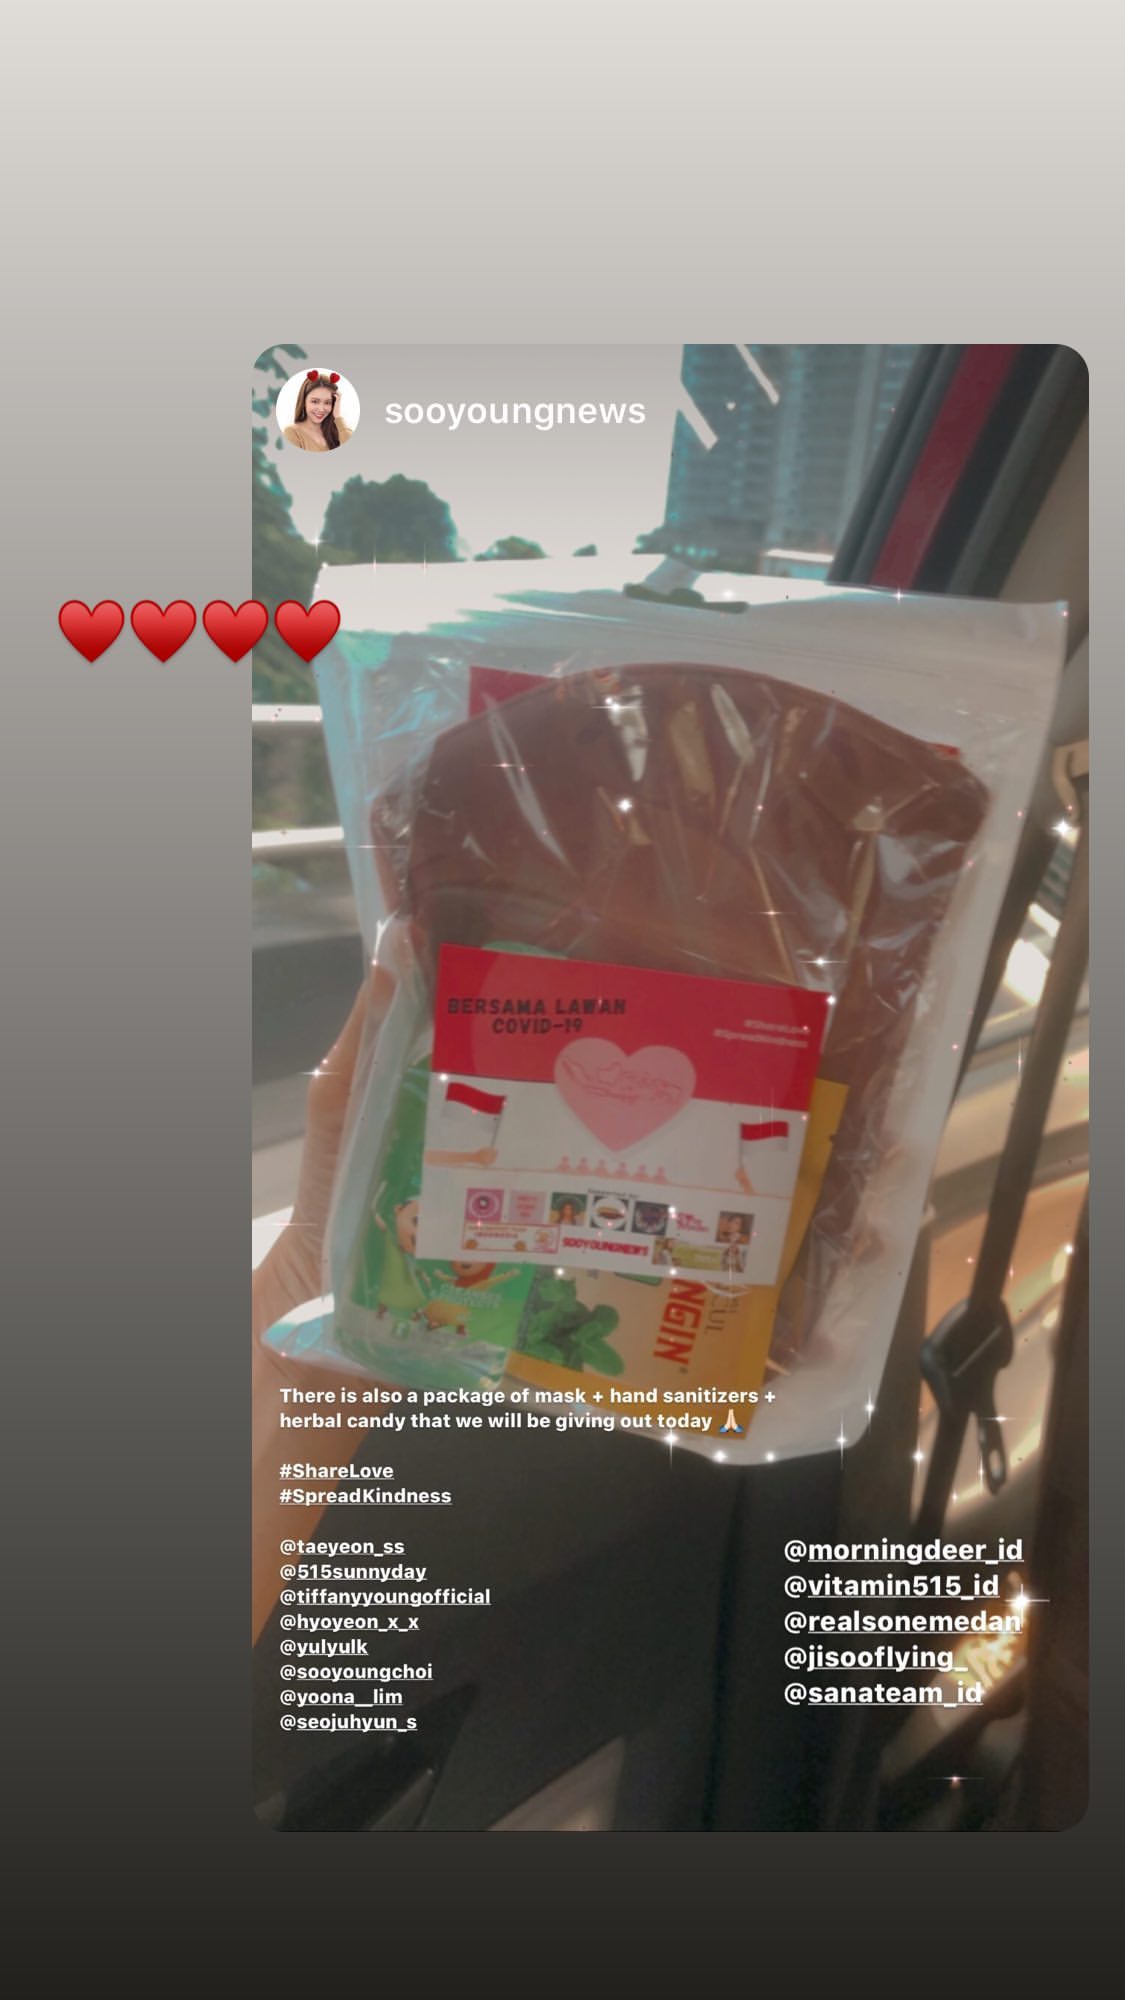 sooyoungnews
BERSAMA LAWAN
COVID-19
#ShareLove
#SpreadKindness
SOOYOUNGNEWS
There is also a package of mask + hand sanitizers +
herbal candy that we will be giving out today 🙏🏻
#ShareLove
#SpreadKindness
@taeyeon_ss
@515sunnyday
@tiffanyyoungofficial
@hyoyeon_x_x
@yulyulk
@sooyoungchoi
@yoona__lim
@seojuhyun_s
@morningdeer_id
@vitamin515_id
@realsonemedan
@jisooflying_
@sanateam_id